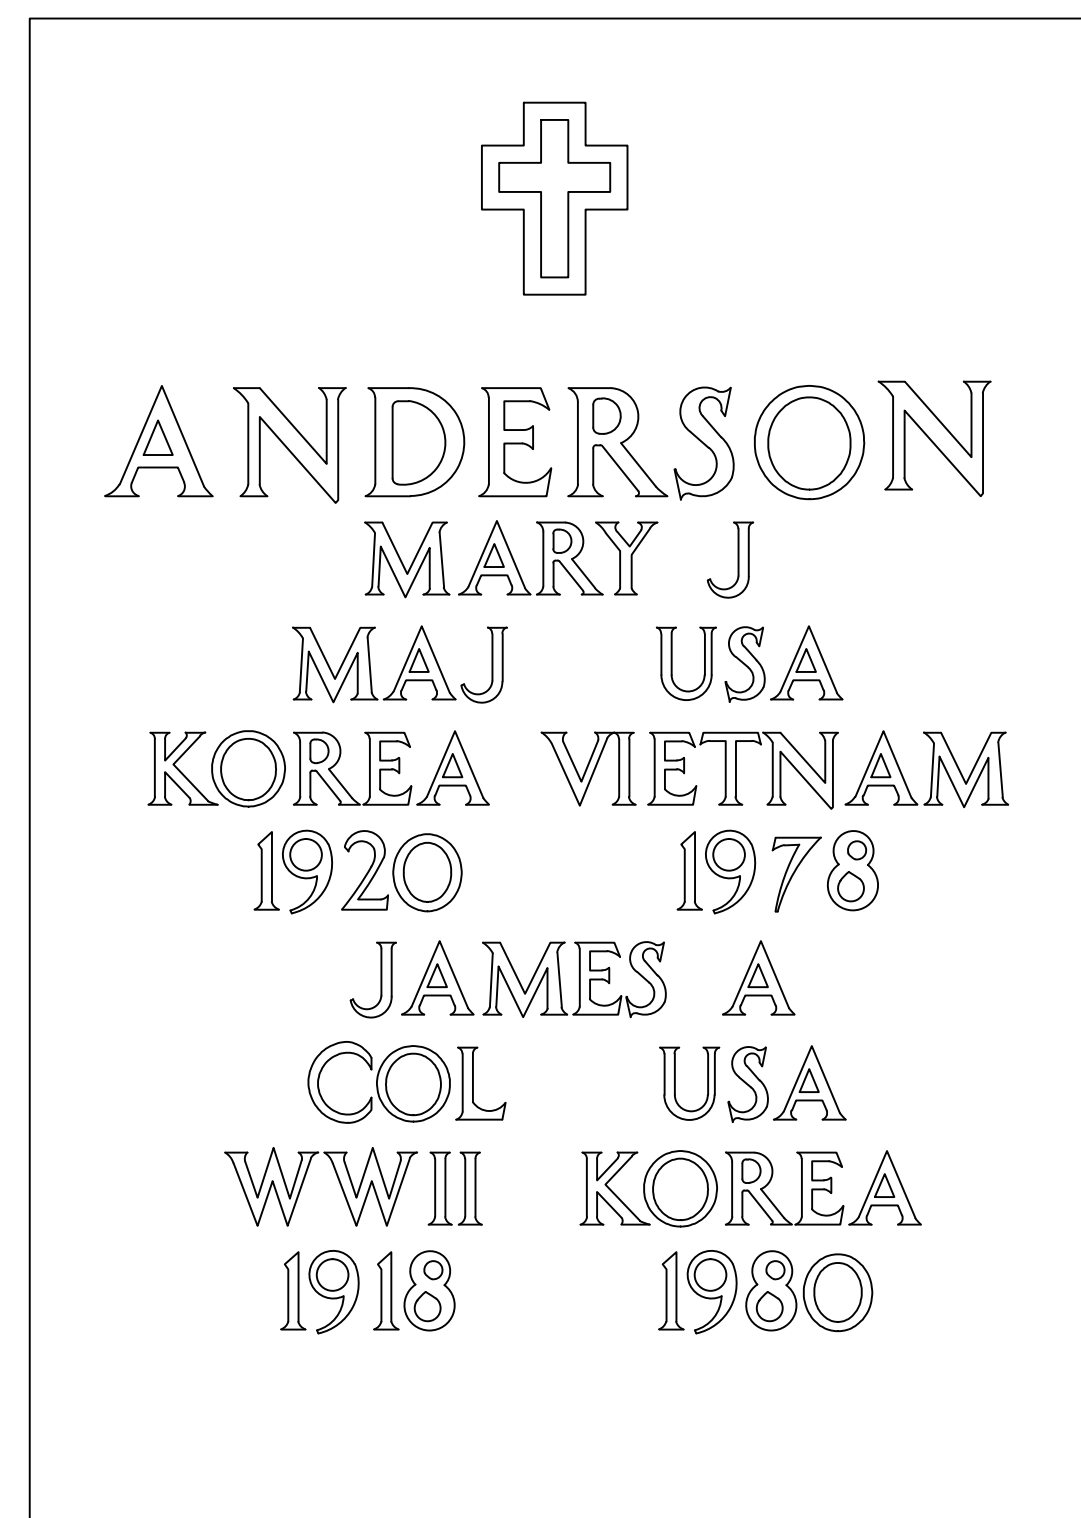 ANDERSON
MARY J
MAJ USA
KOREA VIETNAM
1920 1978
JAMES A
COL USA
WWII KOREA
1918 1980